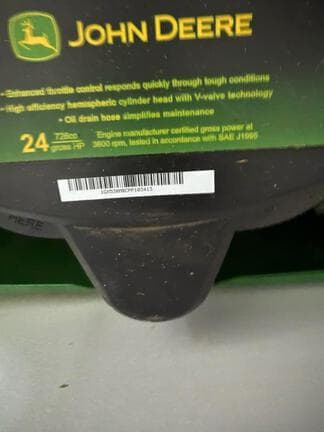 JOHN DEERE
- Enhanced throttle control responds quickly through tough conditions
- High efficiency hemispheric cylinder head with V-valve technology
- Oil drain hose simplifies maintenance
24 726cc gross HP Engine manufacturer certified gross power at
3600 rpm, tested in accordance with SAE J1995